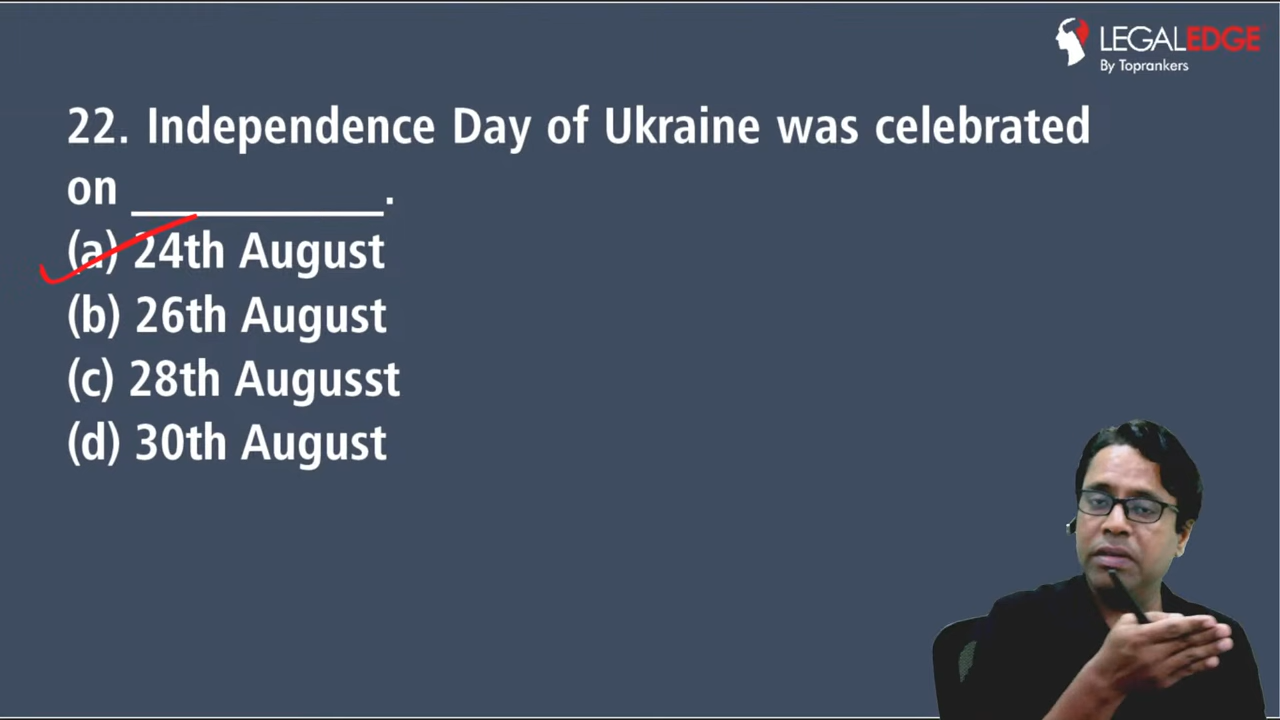 LEGALEDGE
By Toprankers
22. Independence Day of Ukraine was celebrated
on __________.
(a) 24th August
(b) 26th August
(c) 28th Augusst
(d) 30th August